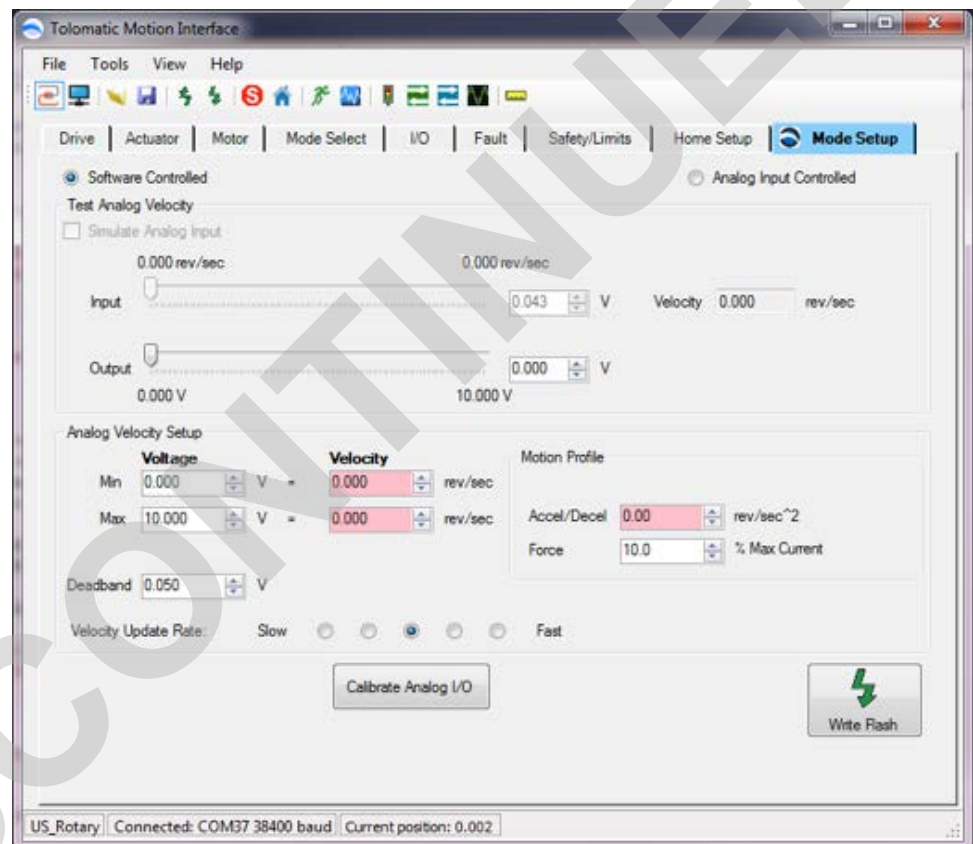 Tolomatic Motion Interface
File Tools View Help
Drive Actuator Motor Mode Select I/O Fault Safety/Limits Home Setup Mode Setup
Software Controlled Analog Input Controlled
Test Analog Velocity
Simulate Analog Input
0.000 rev/sec 0.000 rev/sec
Input 0.043 V Velocity 0.000 rev/sec
Output 0.000 V
0.000 V 10.000 V
Analog Velocity Setup
Voltage Velocity Motion Profile
Min 0.000 V = 0.000 rev/sec
Max 10.000 V = 0.000 rev/sec Accel/Decel 0.00 rev/sec^2
Force 10.0 % Max Current
Deadband 0.050 V
Velocity Update Rate: Slow Fast
Calibrate Analog I/O
Write Flash
US_Rotary Connected: COM37 38400 baud Current position: 0.002
CONTINUE